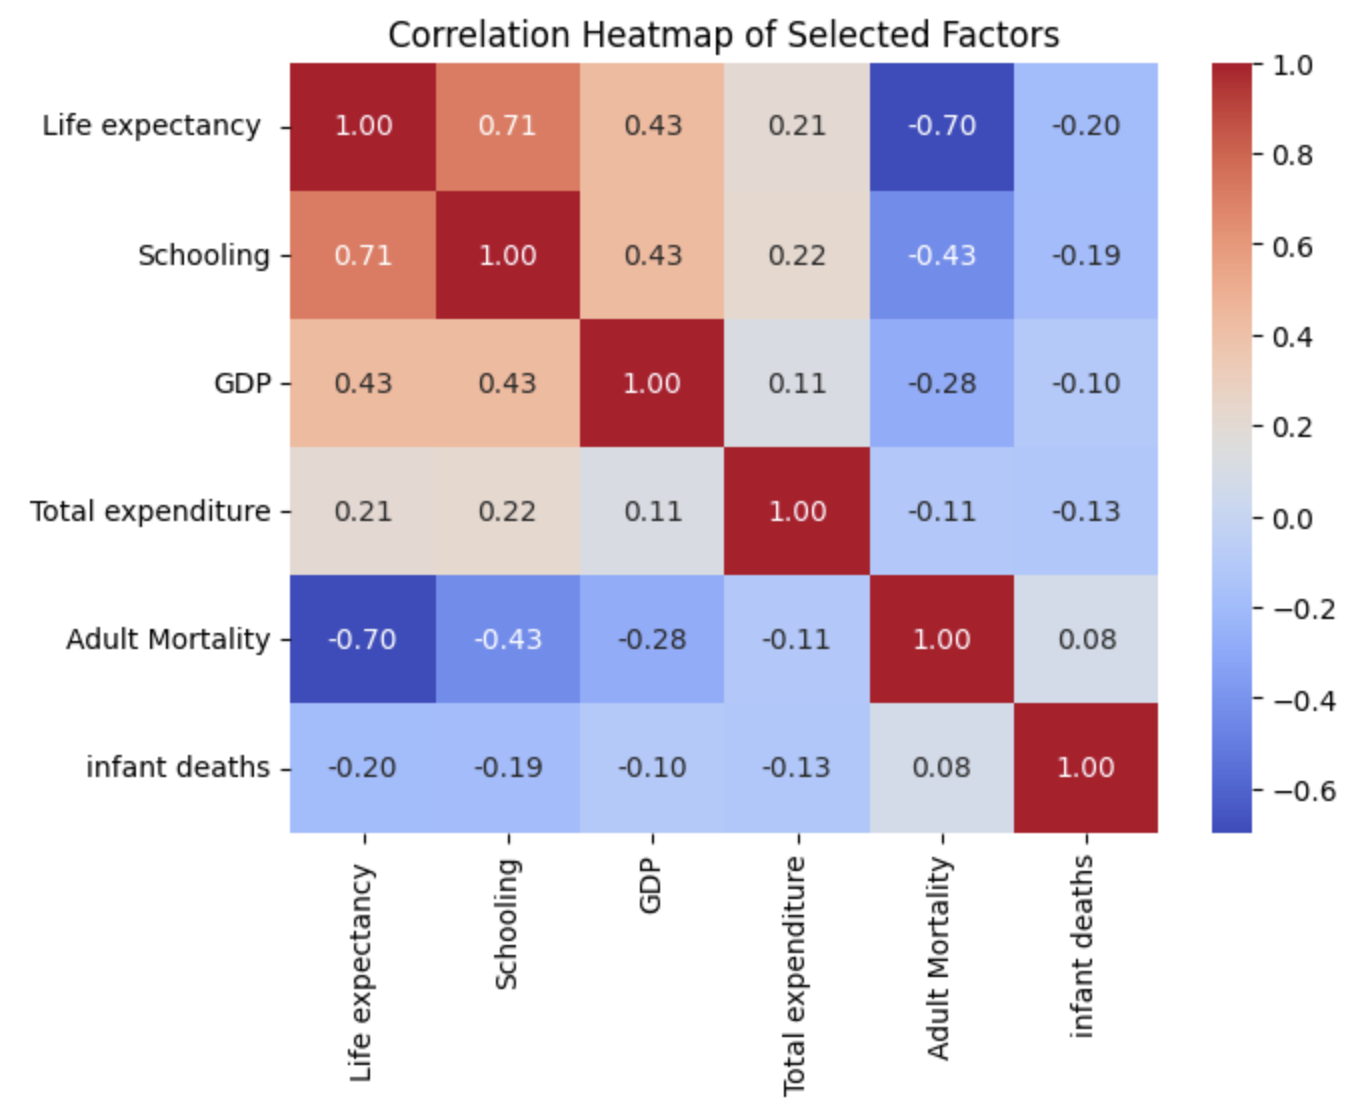 Correlation Heatmap of Selected Factors
Life expectancy 1.00 0.71 0.43 0.21 -0.70 -0.20
Schooling 0.71 1.00 0.43 0.22 -0.43 -0.19
GDP 0.43 0.43 1.00 0.11 -0.28 -0.10
Total expenditure 0.21 0.22 0.11 1.00 -0.11 -0.13
Adult Mortality -0.70 -0.43 -0.28 -0.11 1.00 0.08
infant deaths -0.20 -0.19 -0.10 -0.13 0.08 1.00
Life expectancy
Schooling
GDP
Total expenditure
Adult Mortality
infant deaths
1.0
0.8
0.6
0.4
0.2
0.0
−0.2
−0.4
−0.6